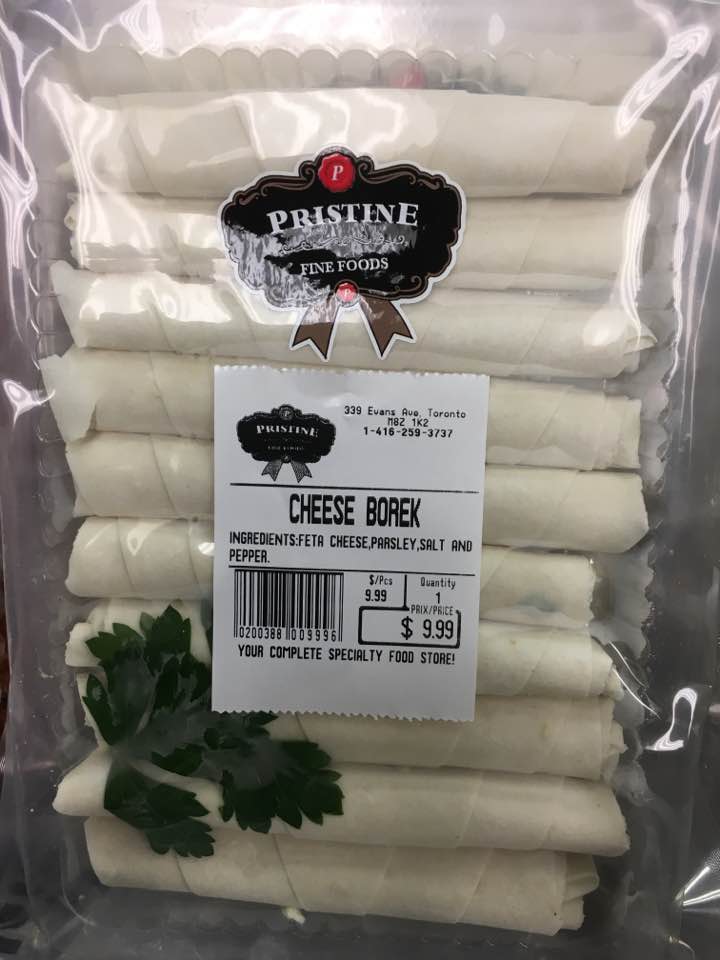 P
PRISTINE
FINE FOODS
P
PRISTINE
339 Evans Ave, Toronto
M8Z 1K2
1-416-259-3737
CHEESE BOREK
INGREDIENTS:FETA CHEESE,PARSLEY,SALT AND
PEPPER.
$/Pcs
9.99
Quantity
1
PRIX/PRICE
$ 9.99
0200388 009996
YOUR COMPLETE SPECIALTY FOOD STORE!